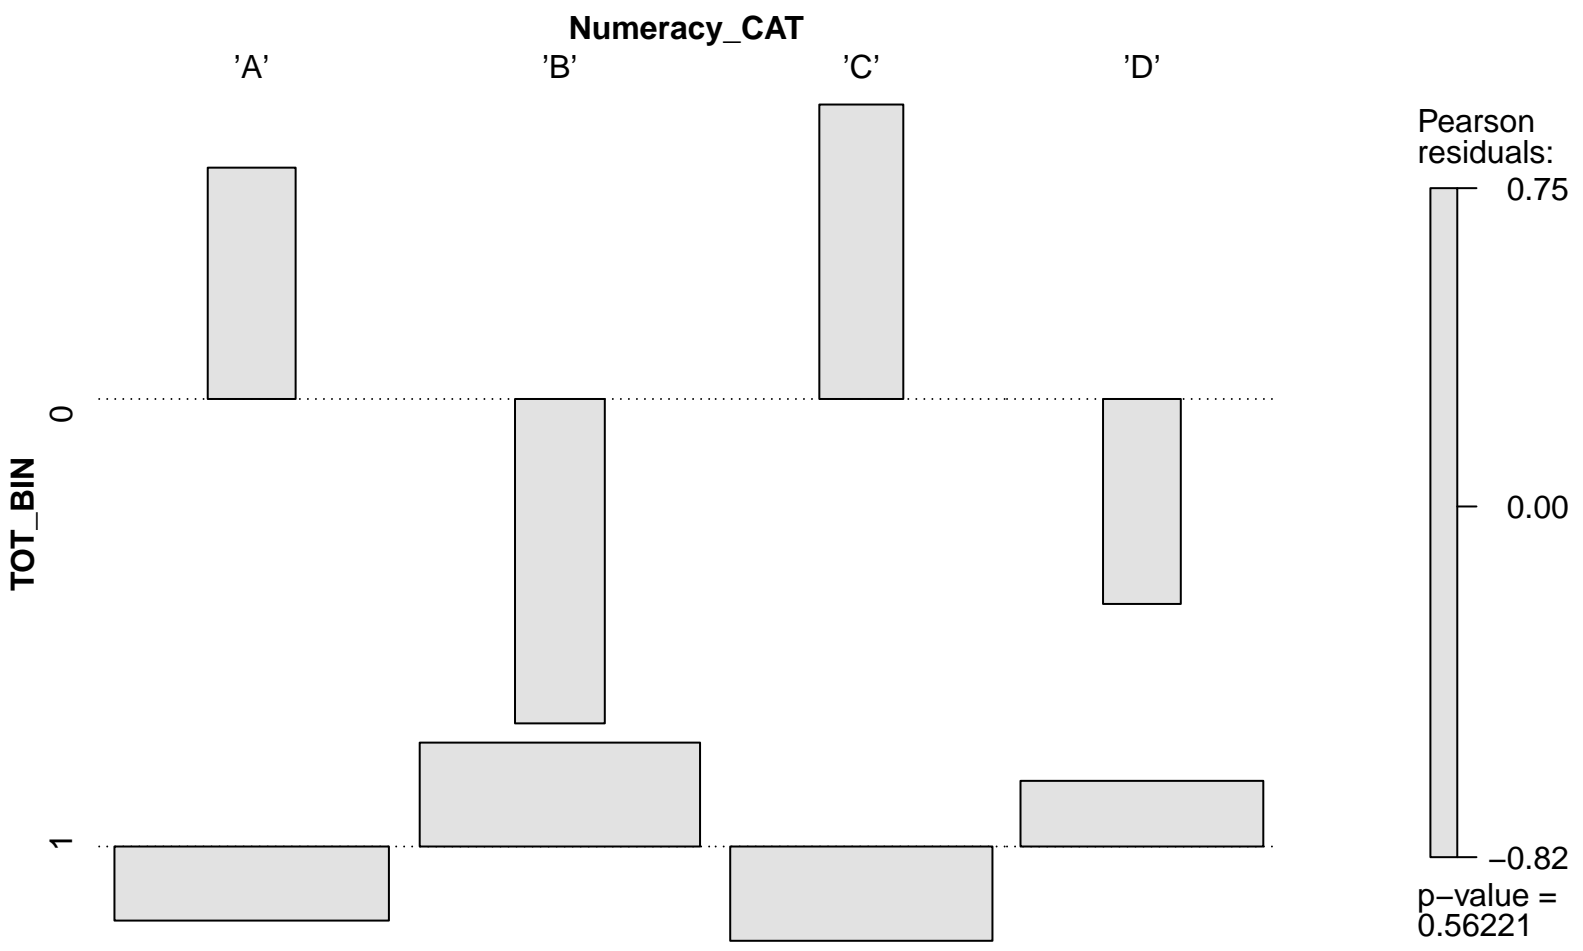 Numeracy_CAT
’A’ ’B’ ’C’ ’D’
Pearson
residuals:
0.75
0.00
−0.82
p−value =
0.56221
TOT_BIN
0
1